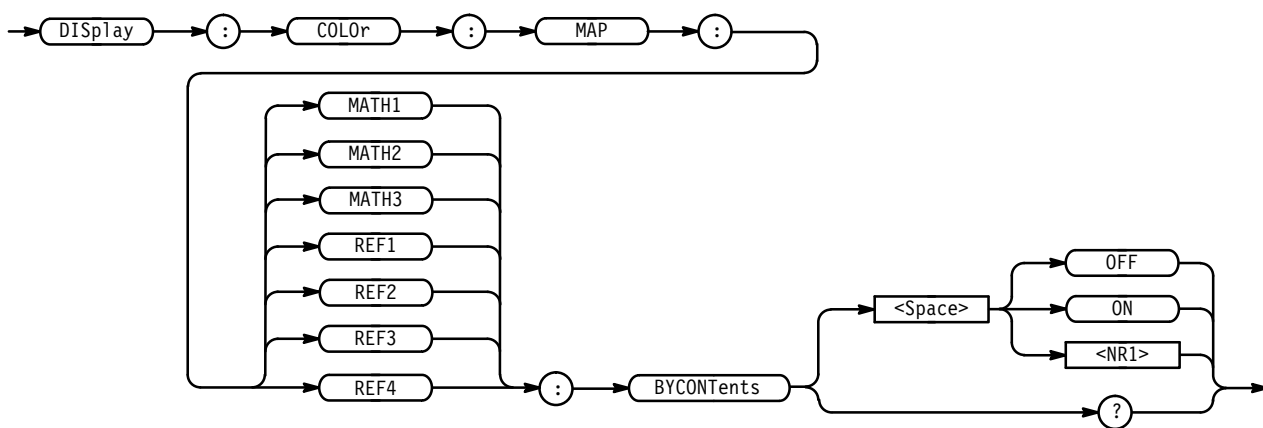 DISplay : COLOr : MAP :
MATH1
MATH2
MATH3
REF1
REF2
REF3
REF4 : BYCONTents
<Space>
OFF
ON
<NR1>
?